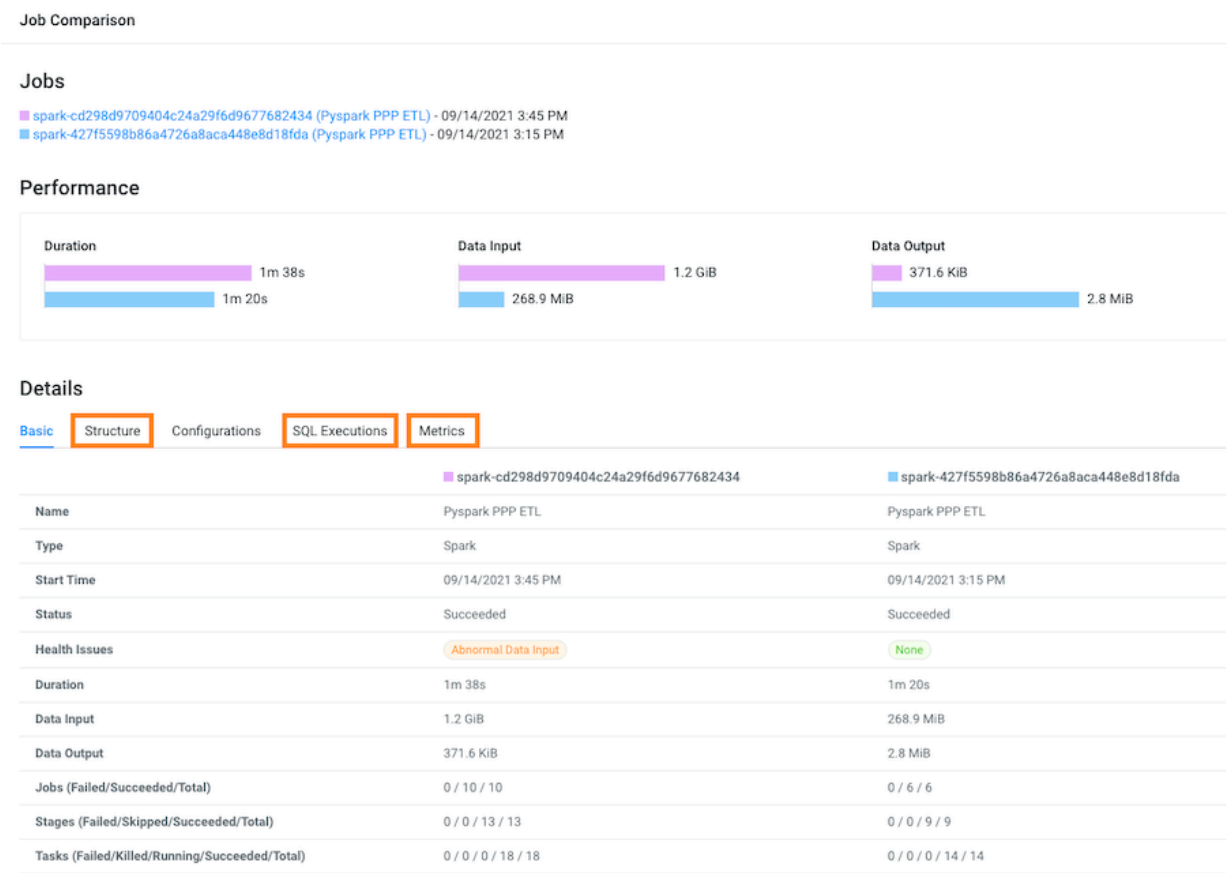 Job Comparison
Jobs
spark-cd298d9709404c24a29f6d9677682434 (Pyspark PPP ETL) - 09/14/2021 3:45 PM
spark-427f5598b86a4726a8aca448e8d18fda (Pyspark PPP ETL) - 09/14/2021 3:15 PM
Performance
Duration Data Input Data Output
1m 38s 1.2 GiB 371.6 KiB
1m 20s 268.9 MiB 2.8 MiB
Details
Basic Structure Configurations SQL Executions Metrics
spark-cd298d9709404c24a29f6d9677682434 spark-427f5598b86a4726a8aca448e8d18fda
Name Pyspark PPP ETL Pyspark PPP ETL
Type Spark Spark
Start Time 09/14/2021 3:45 PM 09/14/2021 3:15 PM
Status Succeeded Succeeded
Health Issues Abnormal Data Input None
Duration 1m 38s 1m 20s
Data Input 1.2 GiB 268.9 MiB
Data Output 371.6 KiB 2.8 MiB
Jobs (Failed/Succeeded/Total) 0 / 10 / 10 0 / 6 / 6
Stages (Failed/Skipped/Succeeded/Total) 0 / 0 / 13 / 13 0 / 0 / 9 / 9
Tasks (Failed/Killed/Running/Succeeded/Total) 0 / 0 / 0 / 18 / 18 0 / 0 / 0 / 14 / 14